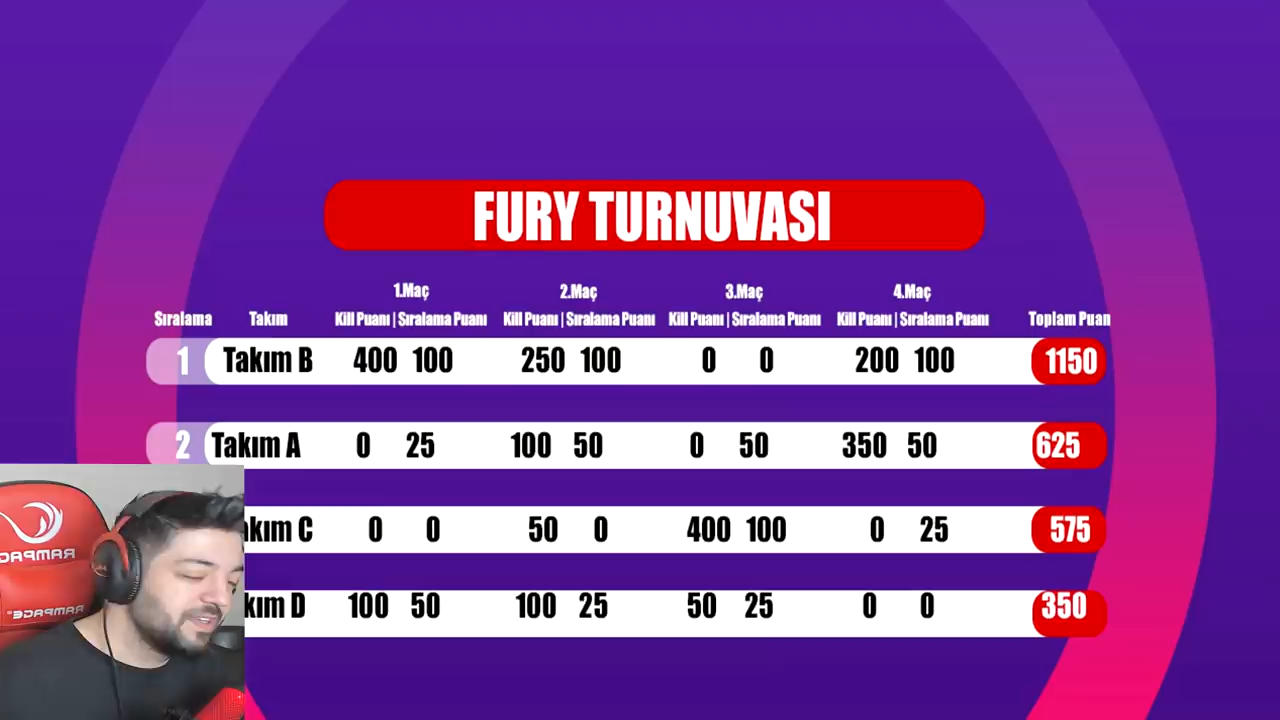 FURY TURNUVASI
1.Maç 2.Maç 3.Maç 4.Maç
Sıralama Takım Kill Puanı | Sıralama Puanı Kill Puanı | Sıralama Puanı Kill Puanı | Sıralama Puanı Kill Puanı | Sıralama Puanı Toplam Puan
1 Takım B 400 100 250 100 0 0 200 100 1150
2 Takım A 0 25 100 50 0 50 350 50 625
akım C 0 0 50 0 400 100 0 25 575
kım D 100 50 100 25 50 25 0 0 350
RAMPAGE
RAMPAGE